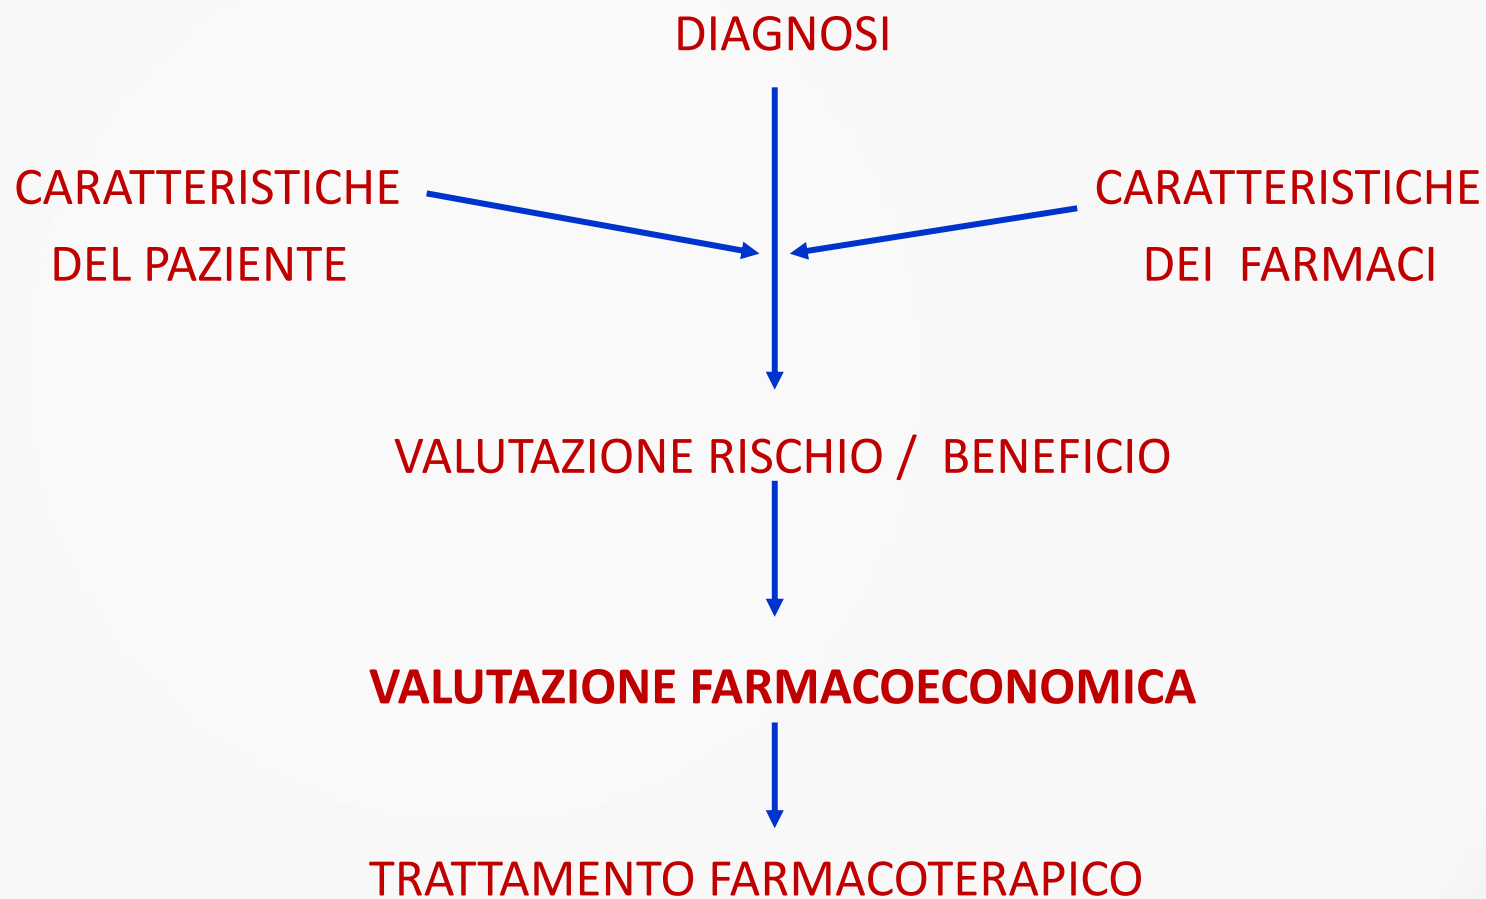 DIAGNOSI
CARATTERISTICHE
DEL PAZIENTE
CARATTERISTICHE
DEI FARMACI
VALUTAZIONE RISCHIO / BENEFICIO
VALUTAZIONE FARMACOECONOMICA
TRATTAMENTO FARMACOTERAPICO